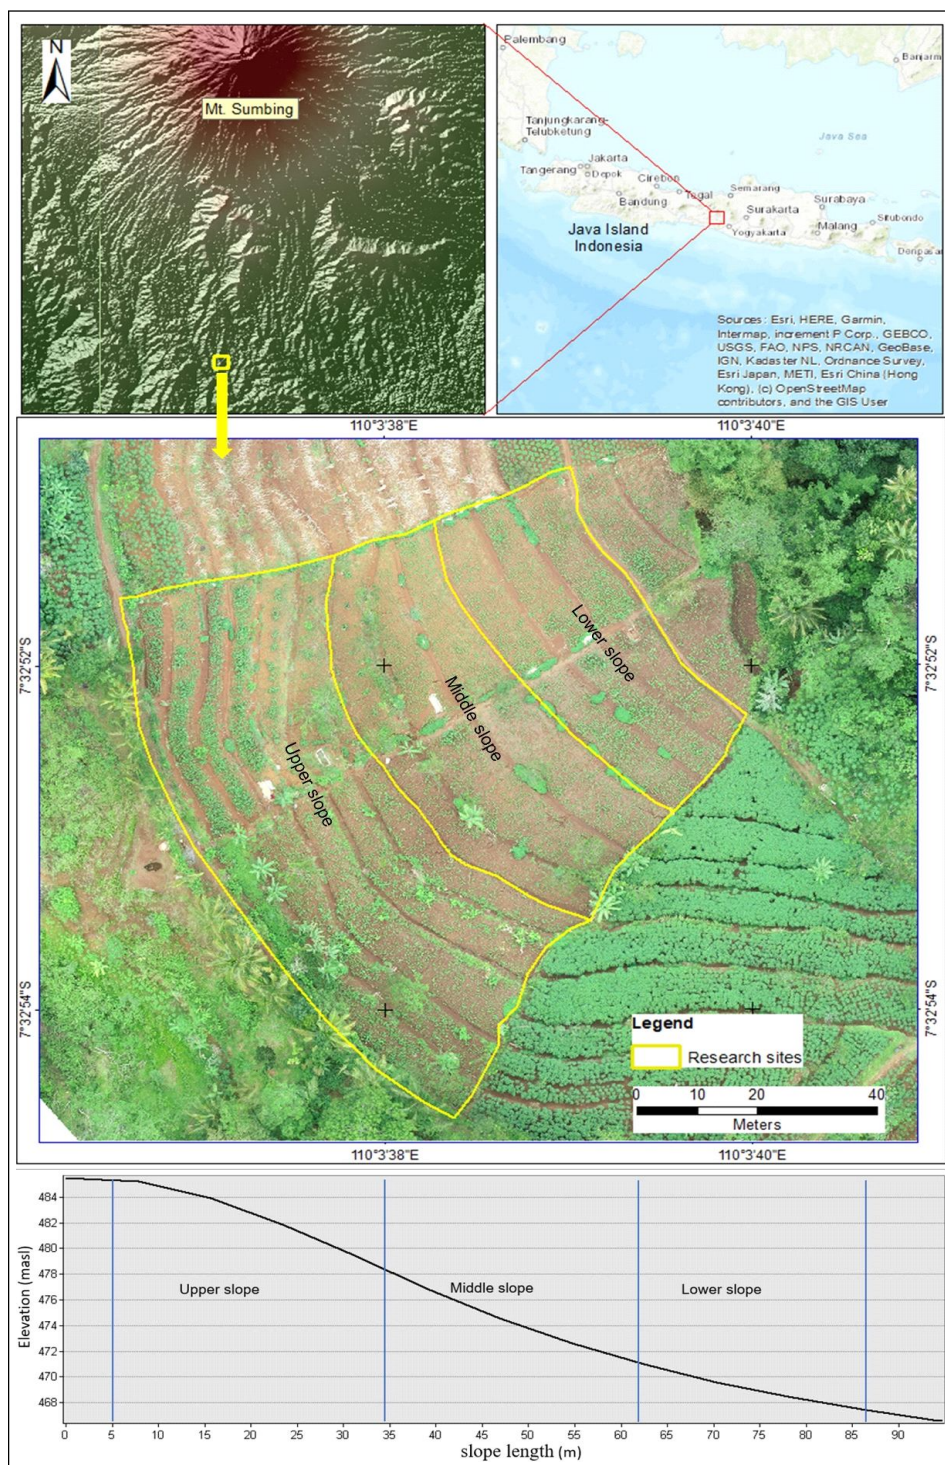 N
Mt. Sumbing
Palembang
Banjarm
Tanjungkarang-
Telubketung
Java Sea
Jakarta
Tangerang
Depok
Cirebon
Tegal
Semarang
Bandung
Surakarta
Surabaya
Situbondo
Yogyakarta
Malang
Denpasar
Java Island
Indonesia
Sources: Esri, HERE, Garmin,
Intermap, increment P Corp., GEBCO,
USGS, FAO, NPS, NRCAN, GeoBase,
IGN, Kadaster NL, Ordnance Survey,
Esri Japan, METI, Esri China (Hong
Kong), (c) OpenStreetMap
contributors, and the GIS User
110°3'38"E
110°3'40"E
7°32'52"S
7°32'52"S
Lower slope
Middle slope
Upper slope
7°32'54"S
7°32'54"S
Legend
Research sites
0 10 20 40
Meters
110°3'38"E
110°3'40"E
Elevation (masl)
484
482
480
478
476
474
472
470
468
Upper slope
Middle slope
Lower slope
0 5 10 15 20 25 30 35 40 45 50 55 60 65 70 75 80 85 90
slope length (m)